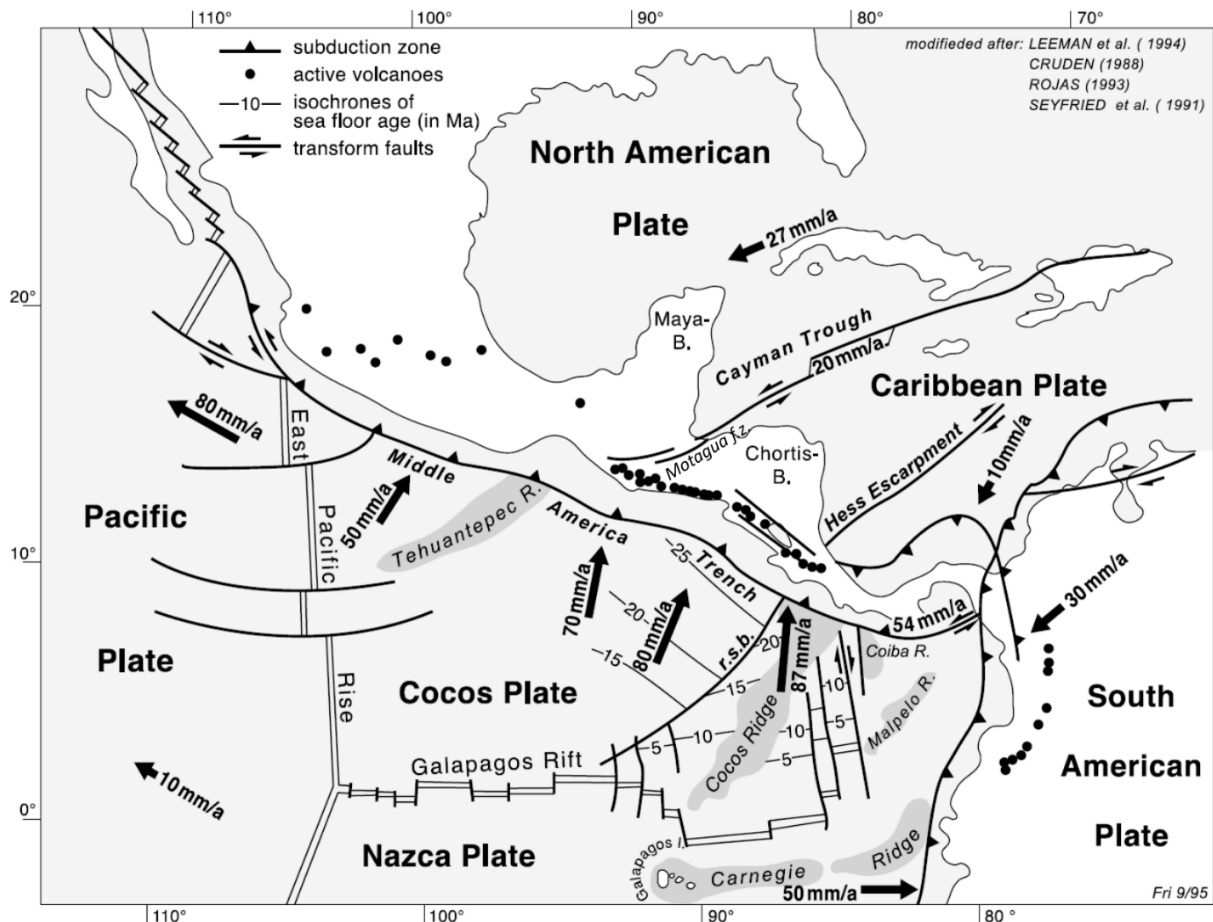 110°
100°
90°
80°
70°
subduction zone
active volcanoes
—10— isochrones of
sea floor age (in Ma)
transform faults
modifieded after: LEEMAN et al. ( 1994)
CRUDEN (1988)
ROJAS (1993)
SEYFRIED et al. ( 1991)
North American
Plate
27 mm/a
20°
Maya-
B.
Cayman Trough
20 mm/a.
Caribbean Plate
80 mm/a
East
Pacific
Rise
Middle
America
Trench
Motagua f.z.
Chortis-
B.
Hess Escarpment
10 mm/a
50 mm/a
Tehuantepec R.
Pacific
Plate
10°
-25-
-20-
-15-
70 mm/a
80 mm/a
r.s.b.
87 mm/a
54 mm/a
30 mm/a
-20-
-15-
10
5
Coiba R.
Malpelo R.
10
5
10
5
5
Cocos Plate
Cocos Ridge
South
American
Plate
Galapagos Rift
10 mm/a
0°
Nazca Plate
Galapagos I.
Carnegie
Ridge
50 mm/a
Fri 9/95
110°
100°
90°
80°